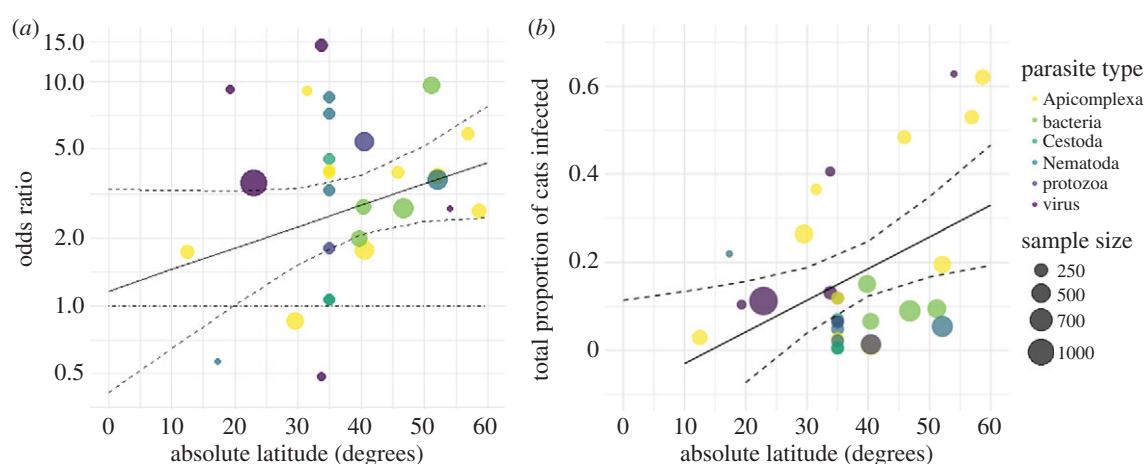 (a)
15.0
10.0
5.0
2.0
1.0
0.5
odds ratio
0 10 20 30 40 50 60
absolute latitude (degrees)
(b)
0.6
0.4
0.2
0
total proportion of cats infected
0 10 20 30 40 50 60
absolute latitude (degrees)
parasite type
Apicomplexa
bacteria
Cestoda
Nematoda
protozoa
virus
sample size
250
500
700
1000